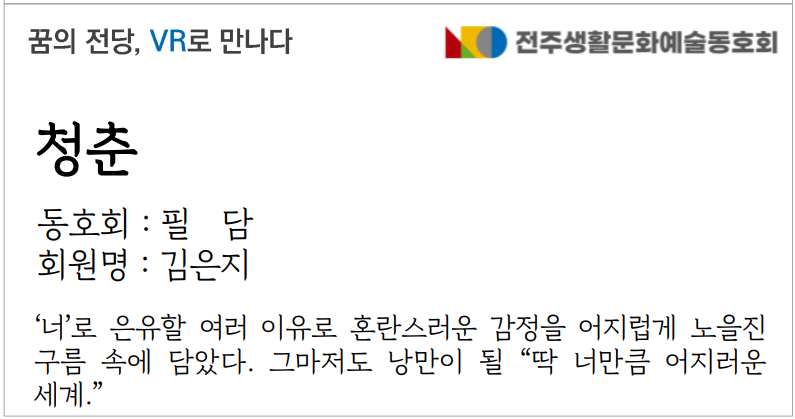 꿈의 전당, VR로 만나다
전주생활문화예술동호회
청춘
동호회 : 필 담
회원명 : 김은지
‘너’로 은유할 여러 이유로 혼란스러운 감정을 어지럽게 노을진
구름 속에 담았다. 그마저도 낭만이 될 “딱 너만큼 어지러운
세계.”